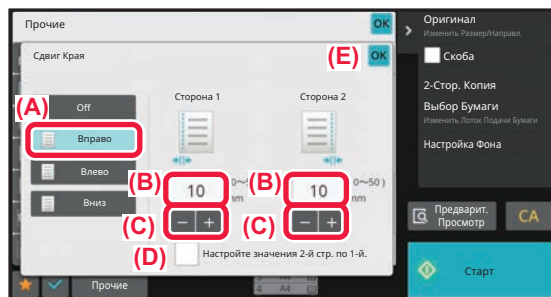 Прочие
OK
Сдвиг Края
(E)
OK
(A)
Off
Вправо
Влево
Вниз
Сторона 1
Сторона 2
(B)
10
(B)
10
0~50 )
mm
(C)
- +
(C)
- +
(D)
Настройте значения 2-й стр. по 1-й.
Прочие
4 A4
Оригинал
Изменить Размер/Направл.
Скоба
2-Стор. Копия
Выбор Бумаги
Изменить Лоток Подачи Бумаги
Настройка Фона
Предварит.
Просмотр
CA
Старт